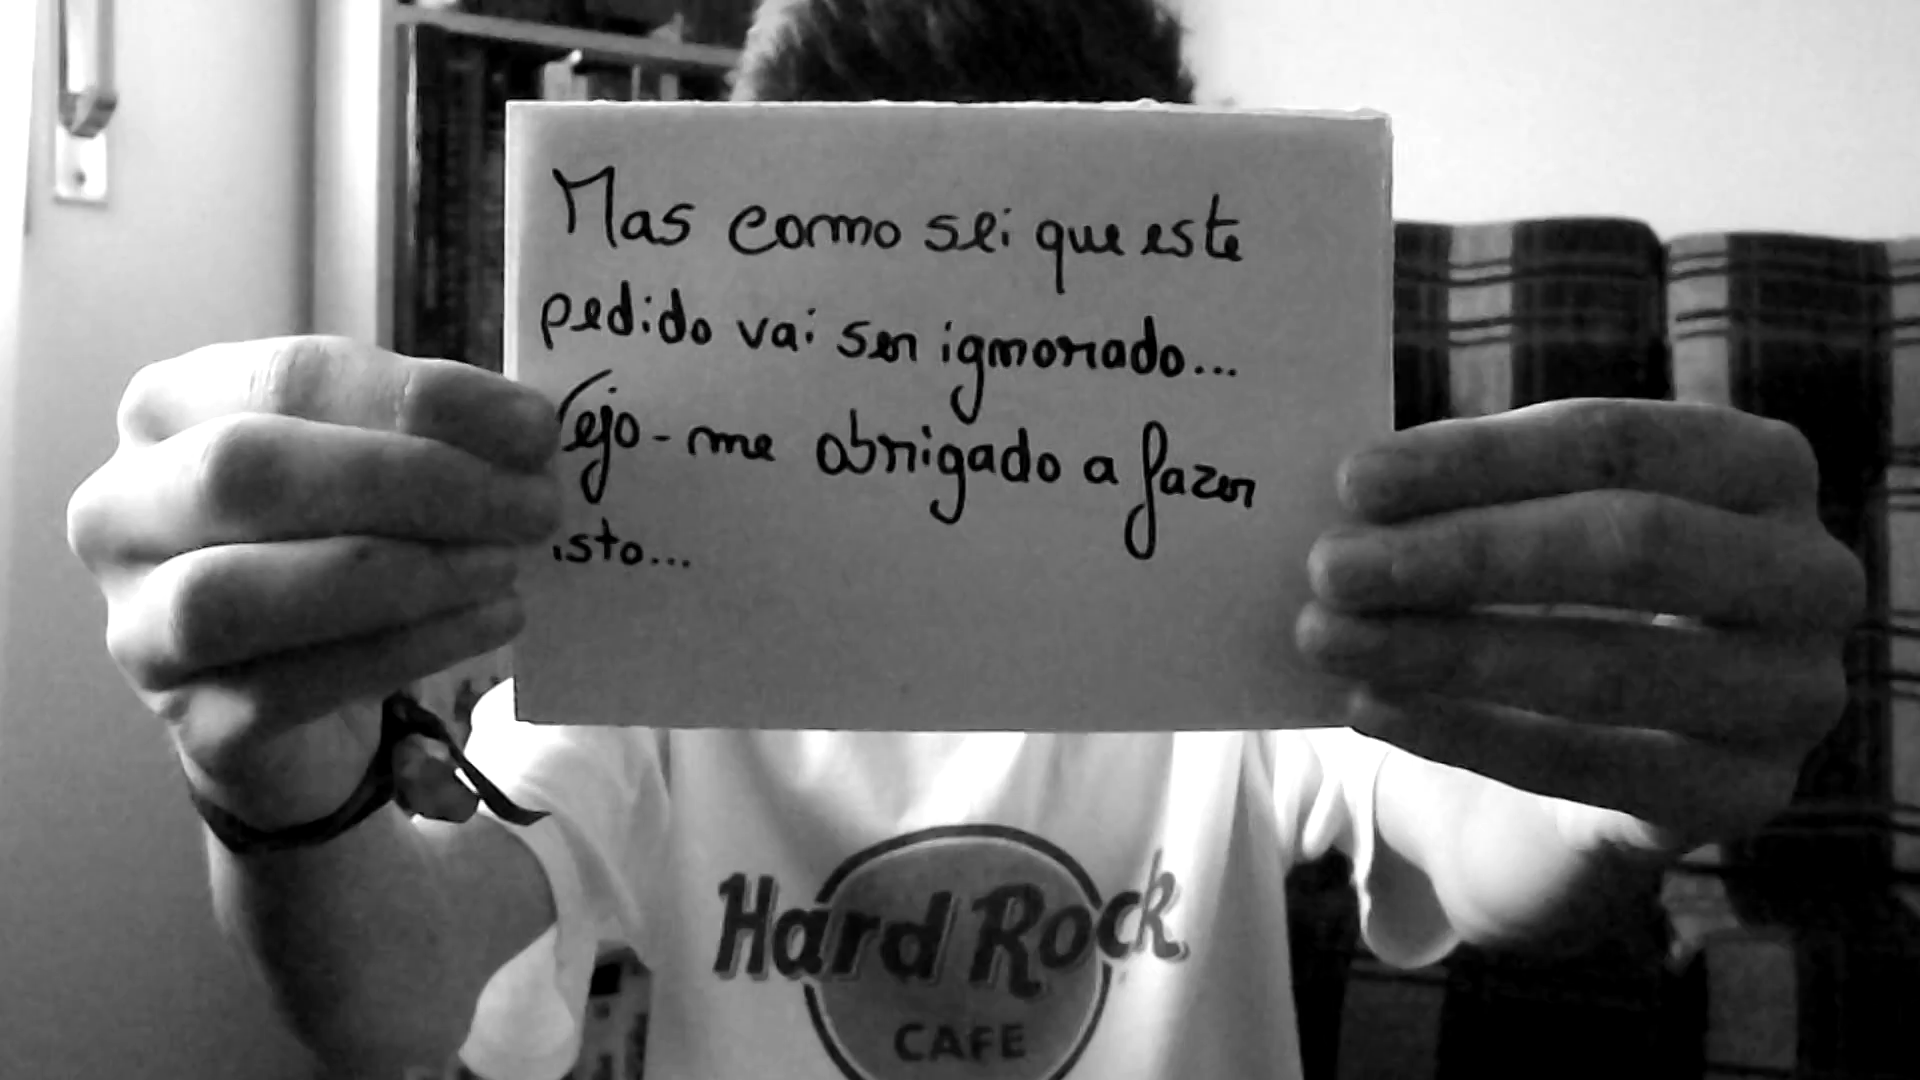 Mas como sei que este
pedido vai ser ignorado...
Vejo-me obrigado a fazer
isto...
Hard Rock
CAFE